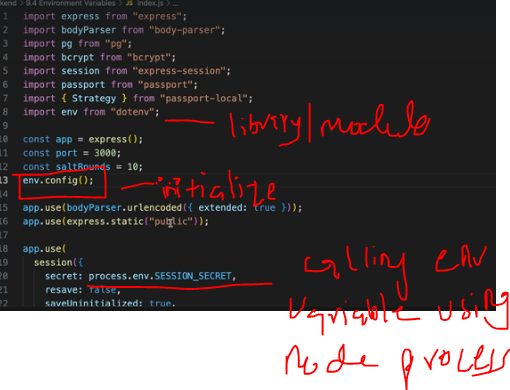 kend > 9.4 Environment Variables > JS index.js > ...
1 import express from "express";
2 import bodyParser from "body-parser";
3 import pg from "pg";
4 import bcrypt from "bcrypt";
5 import session from "express-session";
6 import passport from "passport";
7 import { Strategy } from "passport-local";
8 import env from "dotenv";
library/module
9
10 const app = express();
11 const port = 3000;
12 const saltRounds = 10;
13 env.config();
initialize
14
15 app.use(bodyParser.urlencoded({ extended: true }));
16 app.use(express.static("public"));
17
18 app.use(
19 session({
20 secret: process.env.SESSION_SECRET,
21 resave: false,
22 saveUninitialized: true,
calling env
variable using
node process